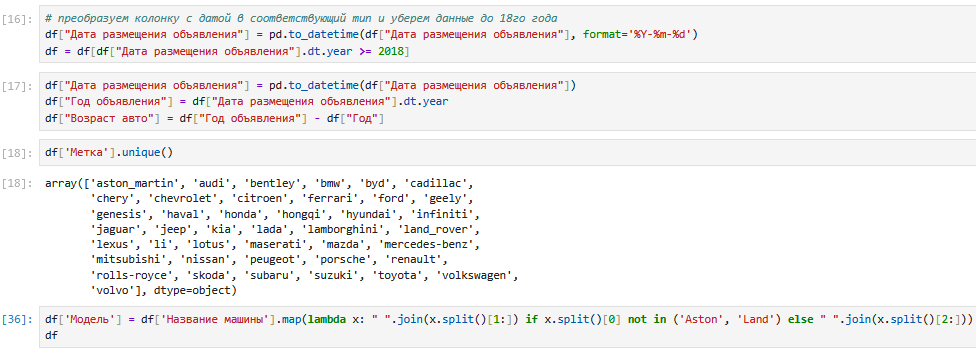 [16]: # преобразуем колонку с датой в соответствующий тип и уберем данные до 18го года
df["Дата размещения объявления"] = pd.to_datetime(df["Дата размещения объявления"], format='%Y-%m-%d')
df = df[df["Дата размещения объявления"].dt.year >= 2018]
[17]: df["Дата размещения объявления"] = pd.to_datetime(df["Дата размещения объявления"])
df["Год объявления"] = df["Дата размещения объявления"].dt.year
df["Возраст авто"] = df["Год объявления"] - df["Год"]
[18]: df['Метка'].unique()
[18]: array(['aston_martin', 'audi', 'bentley', 'bmw', 'byd', 'cadillac',
'chery', 'chevrolet', 'citroen', 'ferrari', 'ford', 'geely',
'genesis', 'haval', 'honda', 'hongqi', 'hyundai', 'infiniti',
'jaguar', 'jeep', 'kia', 'lada', 'lamborghini', 'land_rover',
'lexus', 'li', 'lotus', 'maserati', 'mazda', 'mercedes-benz',
'mitsubishi', 'nissan', 'peugeot', 'porsche', 'renault',
'rolls-royce', 'skoda', 'subaru', 'suzuki', 'toyota', 'volkswagen',
'volvo'], dtype=object)
[36]: df['Модель'] = df['Название машины'].map(lambda x: " ".join(x.split()[1:]) if x.split()[0] not in ('Aston', 'Land') else " ".join(x.split()[2:]))
df